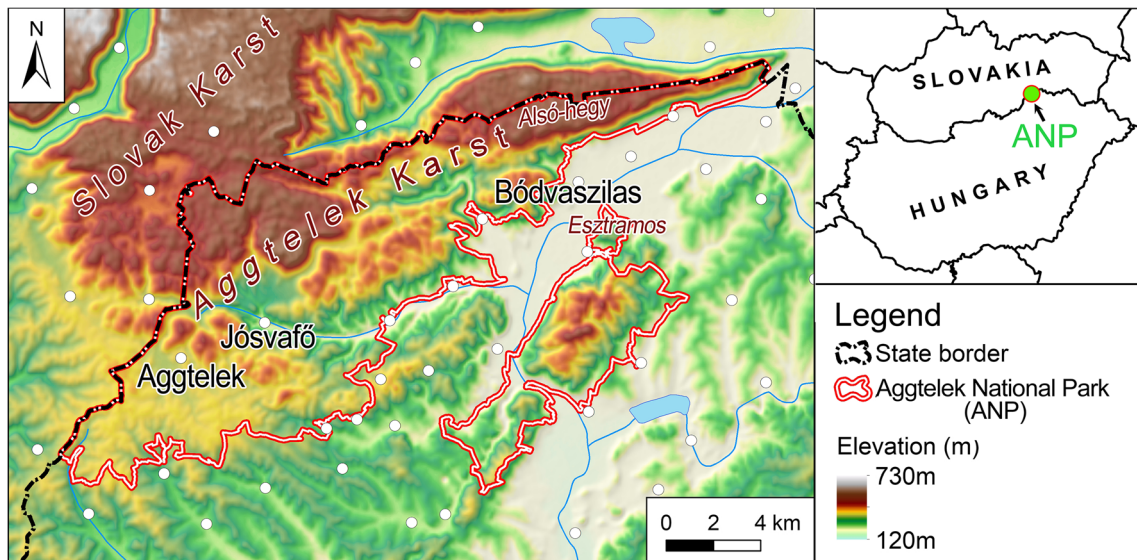 N
Slovak Karst
Alsó-hegy
Aggtelek Karst
Bódvaszilas
Esztramos
Jósvafő
Aggtelek
0 2 4 km
SLOVAKIA
ANP
HUNGARY
Legend
State border
Aggtelek National Park
(ANP)
Elevation (m)
730m
120m